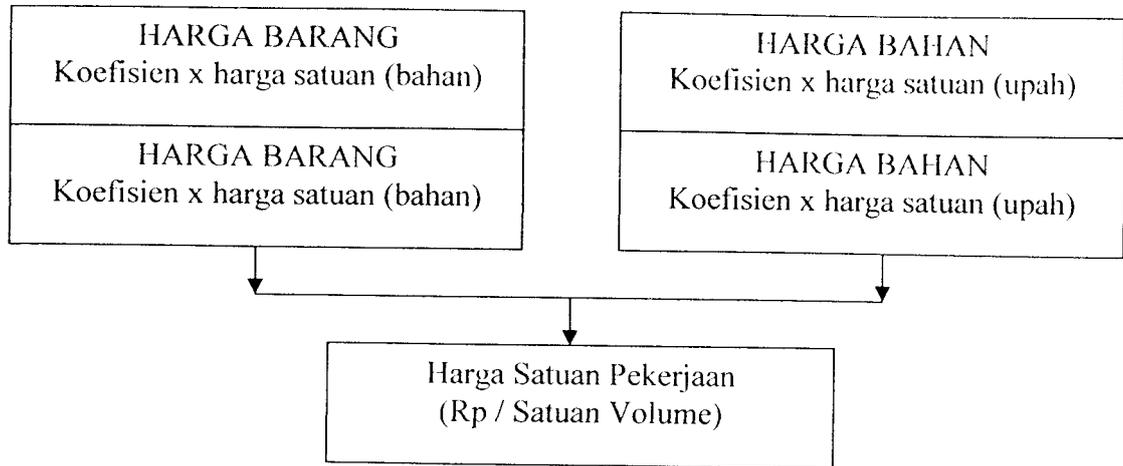 HARGA BARANG
Koefisien x harga satuan (bahan)
HARGA BARANG
Koefisien x harga satuan (bahan)
HARGA BAHAN
Koefisien x harga satuan (upah)
HARGA BAHAN
Koefisien x harga satuan (upah)
Harga Satuan Pekerjaan
(Rp / Satuan Volume)